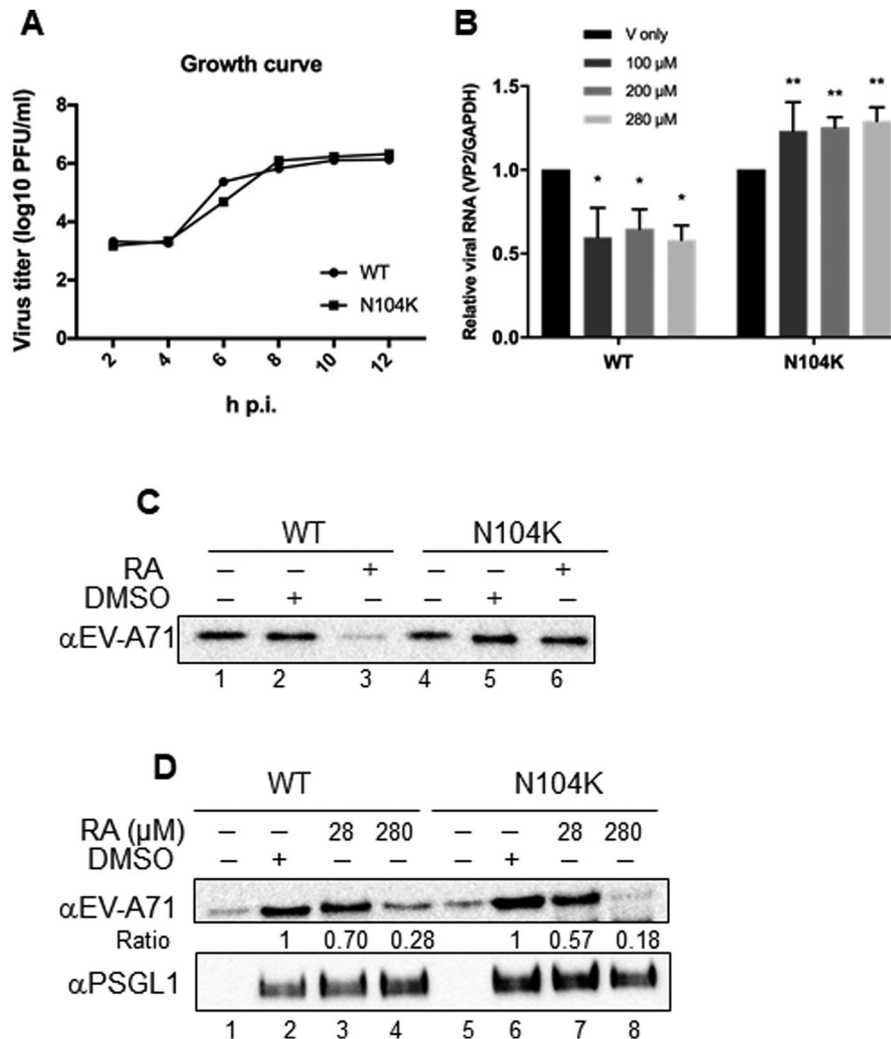 A
Growth curve
Virus titer (log10 PFU/ml)
8
6
4
2
0
2 4 6 8 10 12
h p.i.
WT
N104K
B
V only
100 µM
200 µM
280 µM
Relative viral RNA (VP2/GAPDH)
1.5
1.0
0.5
0.0
* * * ** ** **
WT N104K
C
WT N104K
RA – – + – – +
DMSO – + – – + –
αEV-A71
1 2 3 4 5 6
D
WT N104K
RA (µM) – – 28 280 – – 28 280
DMSO – + – – – + – –
αEV-A71
Ratio 1 0.70 0.28 1 0.57 0.18
αPSGL1
1 2 3 4 5 6 7 8